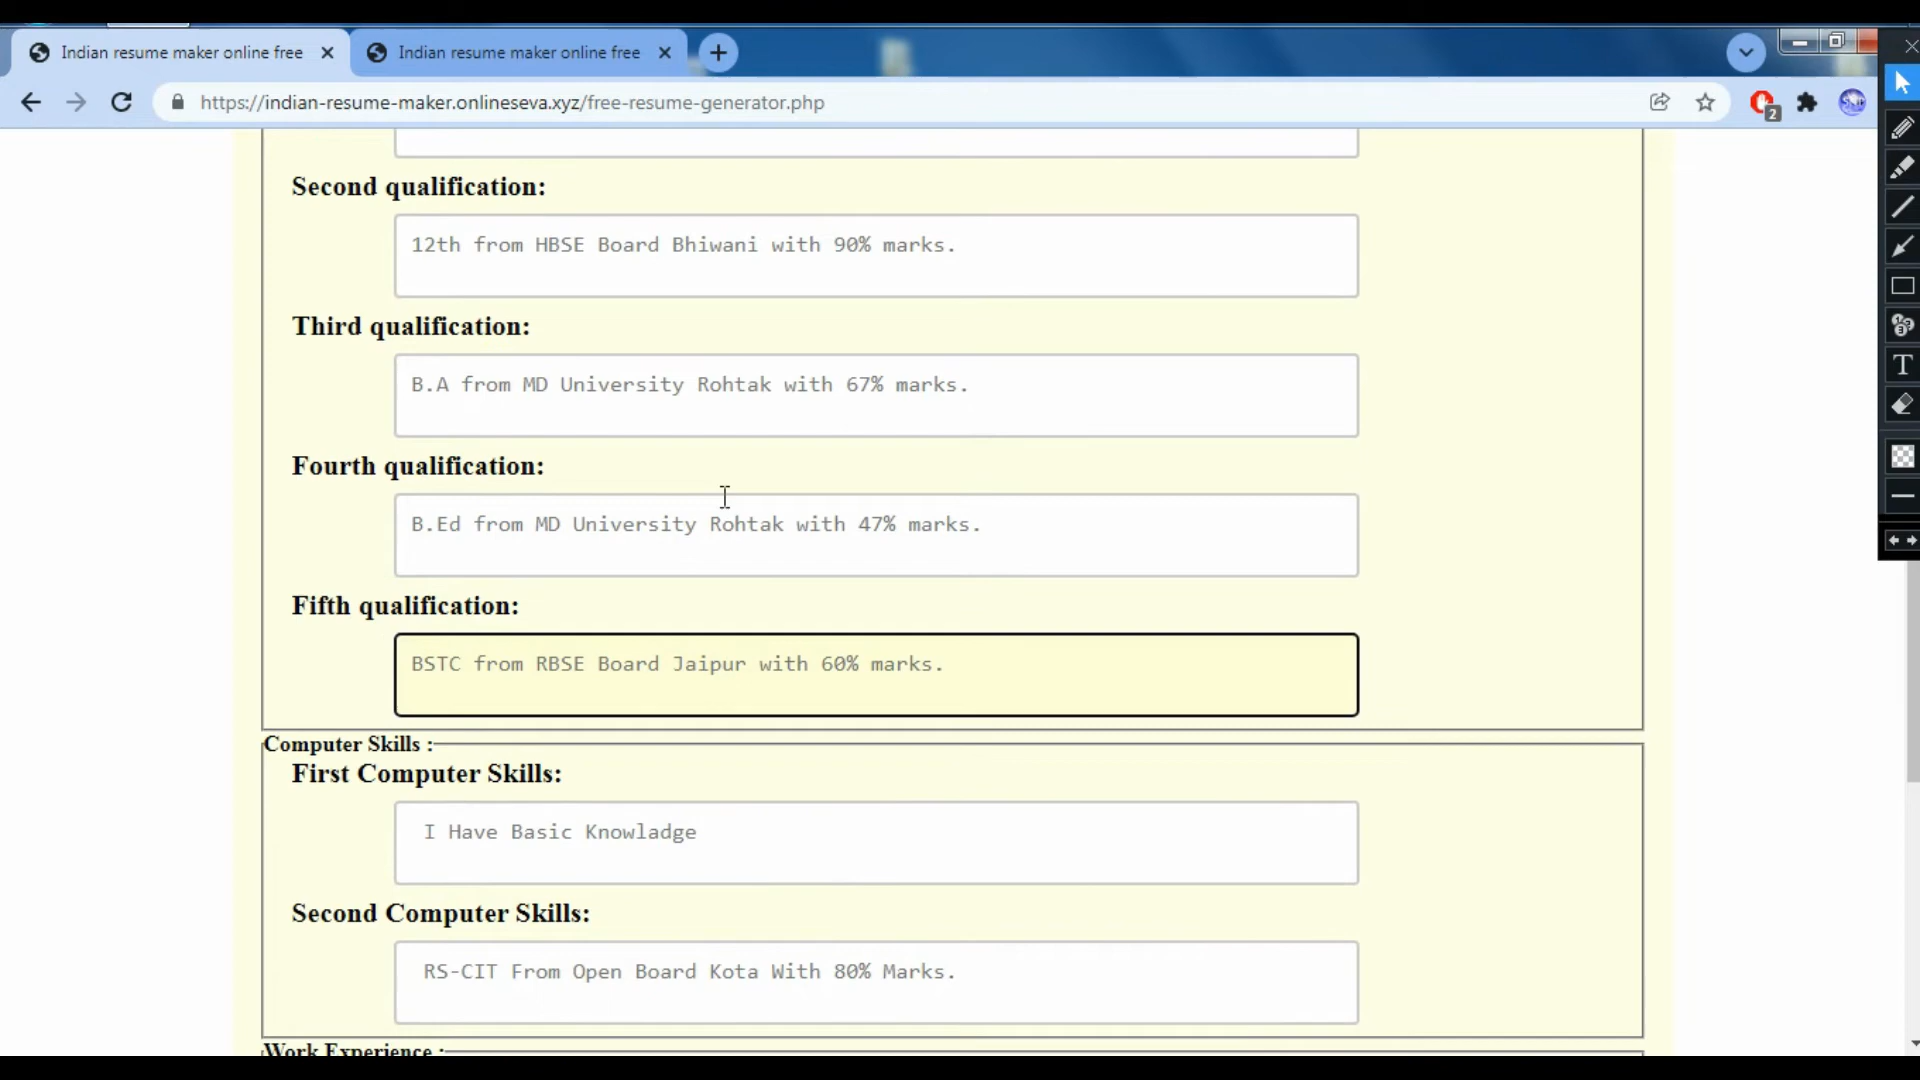 Indian resume maker online free
Indian resume maker online free
https://indian-resume-maker.onlineseva.xyz/free-resume-generator.php
2
Second qualification:
12th from HBSE Board Bhiwani with 90% marks.
Third qualification:
B.A from MD University Rohtak with 67% marks.
Fourth qualification:
B.Ed from MD University Rohtak with 47% marks.
Fifth qualification:
BSTC from RBSE Board Jaipur with 60% marks.
Computer Skills :
First Computer Skills:
I Have Basic Knowladge
Second Computer Skills:
RS-CIT From Open Board Kota With 80% Marks.
Work Experience :